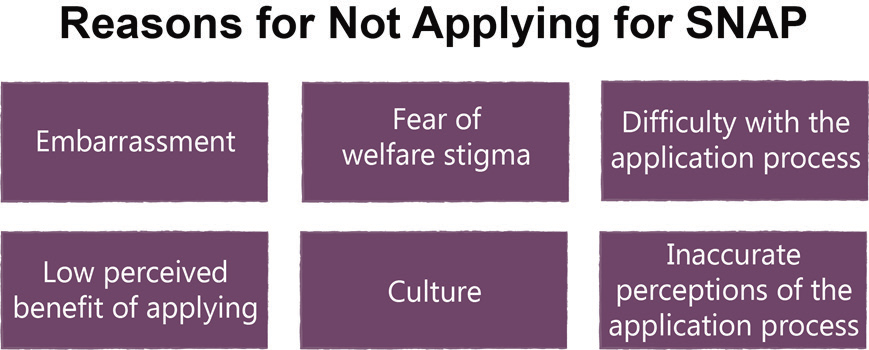 Reasons for Not Applying for SNAP
Embarrassment
Fear of
welfare stigma
Difficulty with the
application process
Low perceived
benefit of applying
Culture
Inaccurate
perceptions of the
application process